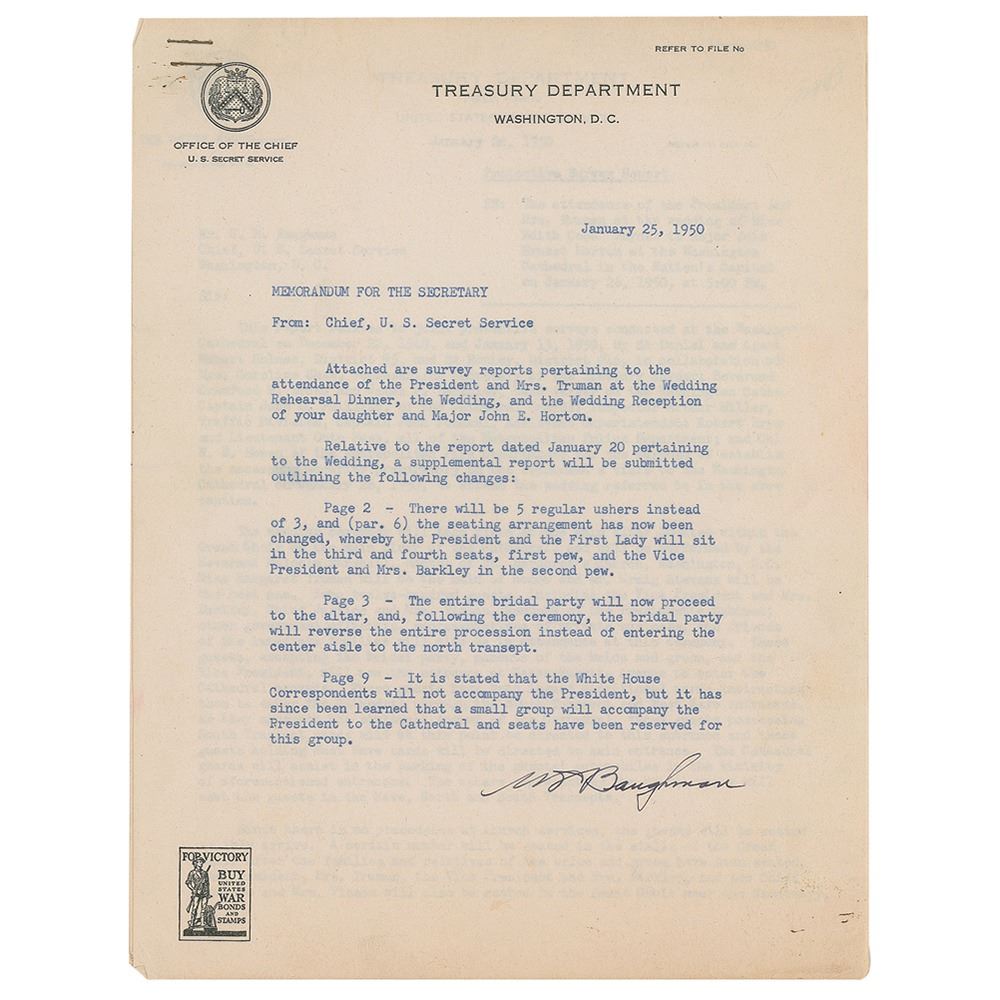 REFER TO FILE No
TREASURY DEPARTMENT
WASHINGTON, D. C.
OFFICE OF THE CHIEF
U. S. SECRET SERVICE
January 25, 1950
MEMORANDUM FOR THE SECRETARY
From: Chief, U. S. Secret Service
Attached are survey reports pertaining to the
attendance of the President and Mrs. Truman at the Wedding
Rehearsal Dinner, the Wedding, and the Wedding Reception
of your daughter and Major John E. Horton.
Relative to the report dated January 20 pertaining
to the Wedding, a supplemental report will be submitted
outlining the following changes:
Page 2 - There will be 5 regular ushers instead
of 3, and (par. 6) the seating arrangement has now been
changed, whereby the President and the First Lady will sit
in the third and fourth seats, first pew, and the Vice
President and Mrs. Barkley in the second pew.
Page 3 - The entire bridal party will now proceed
to the altar, and, following the ceremony, the bridal party
will reverse the entire procession instead of entering the
center aisle to the north transept.
Page 9 - It is stated that the White House
Correspondents will not accompany the President, but it has
since been learned that a small group will accompany the
President to the Cathedral and seats have been reserved for
this group.
Baughman
FOR VICTORY
BUY
UNITED
STATES
WAR
BONDS
AND
STAMPS